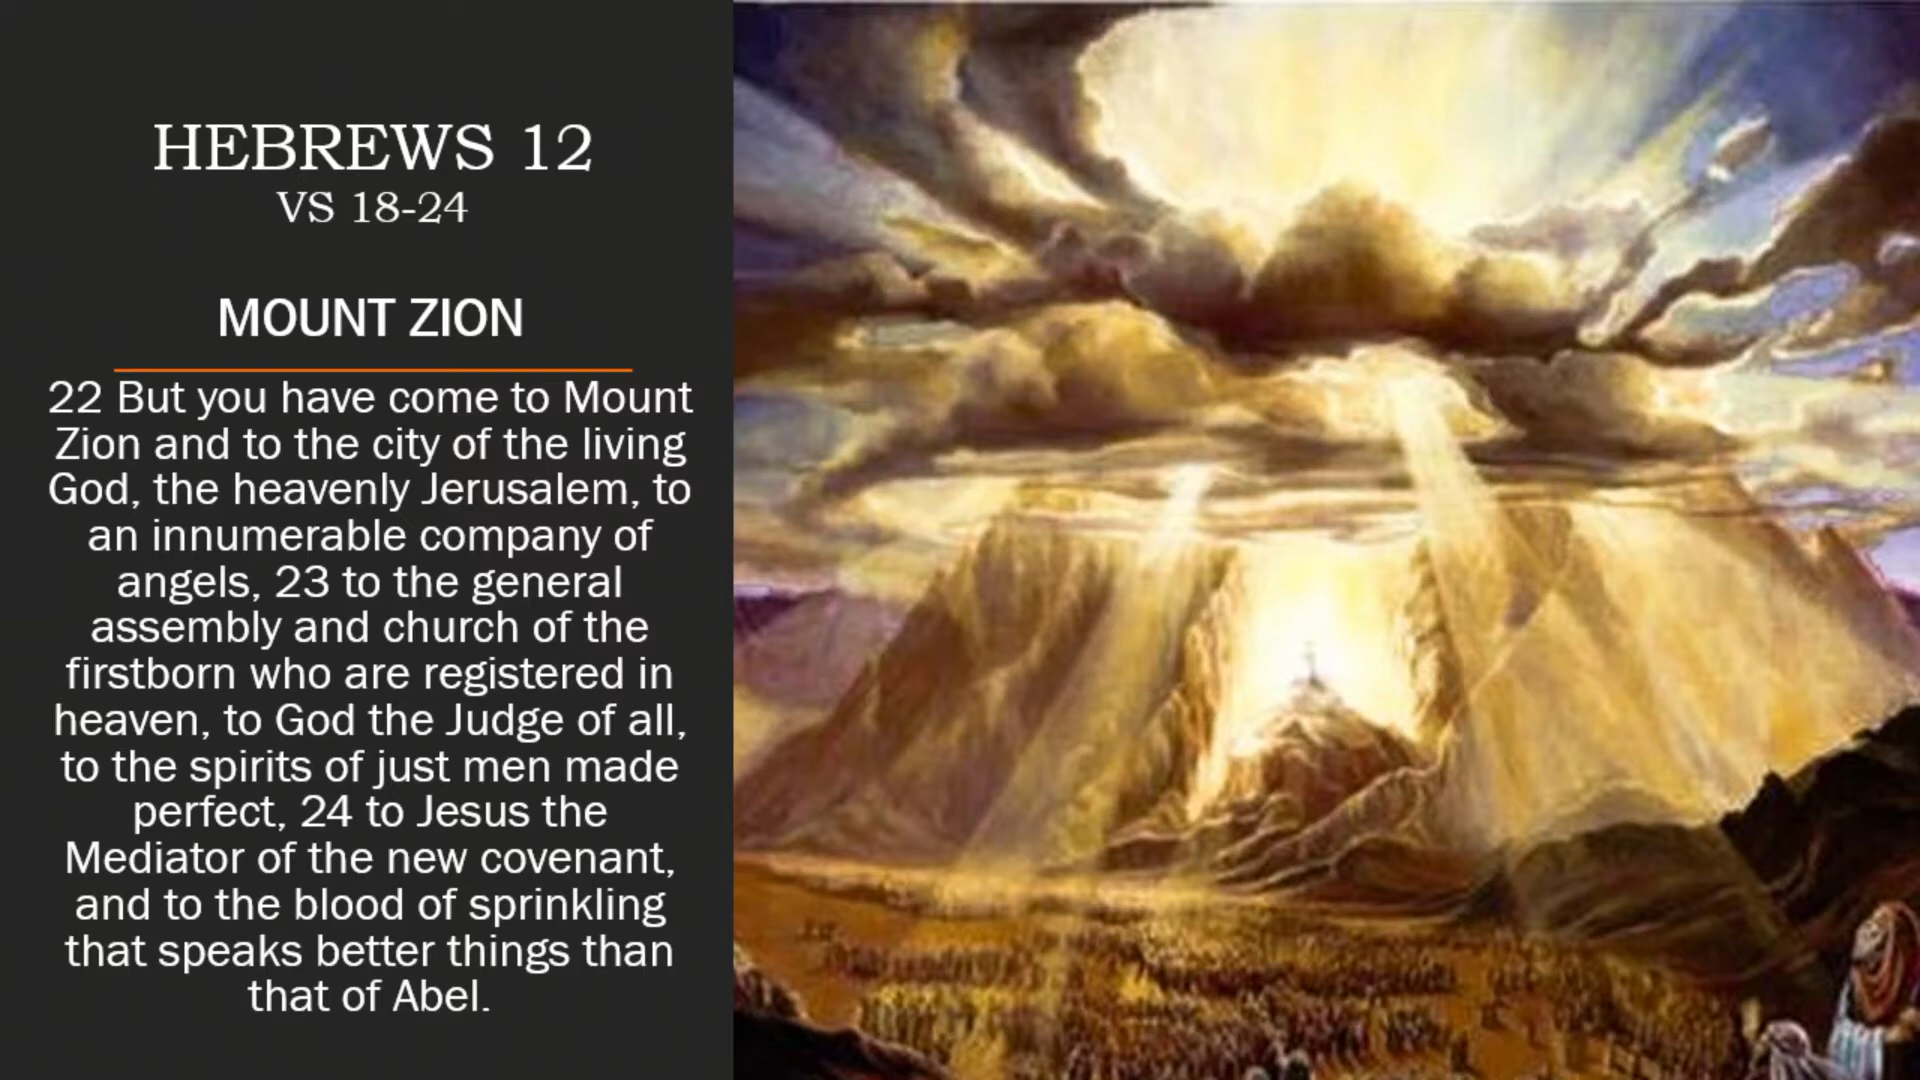 HEBREWS 12
VS 18-24
MOUNT ZION
22 But you have come to Mount
Zion and to the city of the living
God, the heavenly Jerusalem, to
an innumerable company of
angels, 23 to the general
assembly and church of the
firstborn who are registered in
heaven, to God the Judge of all,
to the spirits of just men made
perfect, 24 to Jesus the
Mediator of the new covenant,
and to the blood of sprinkling
that speaks better things than
that of Abel.